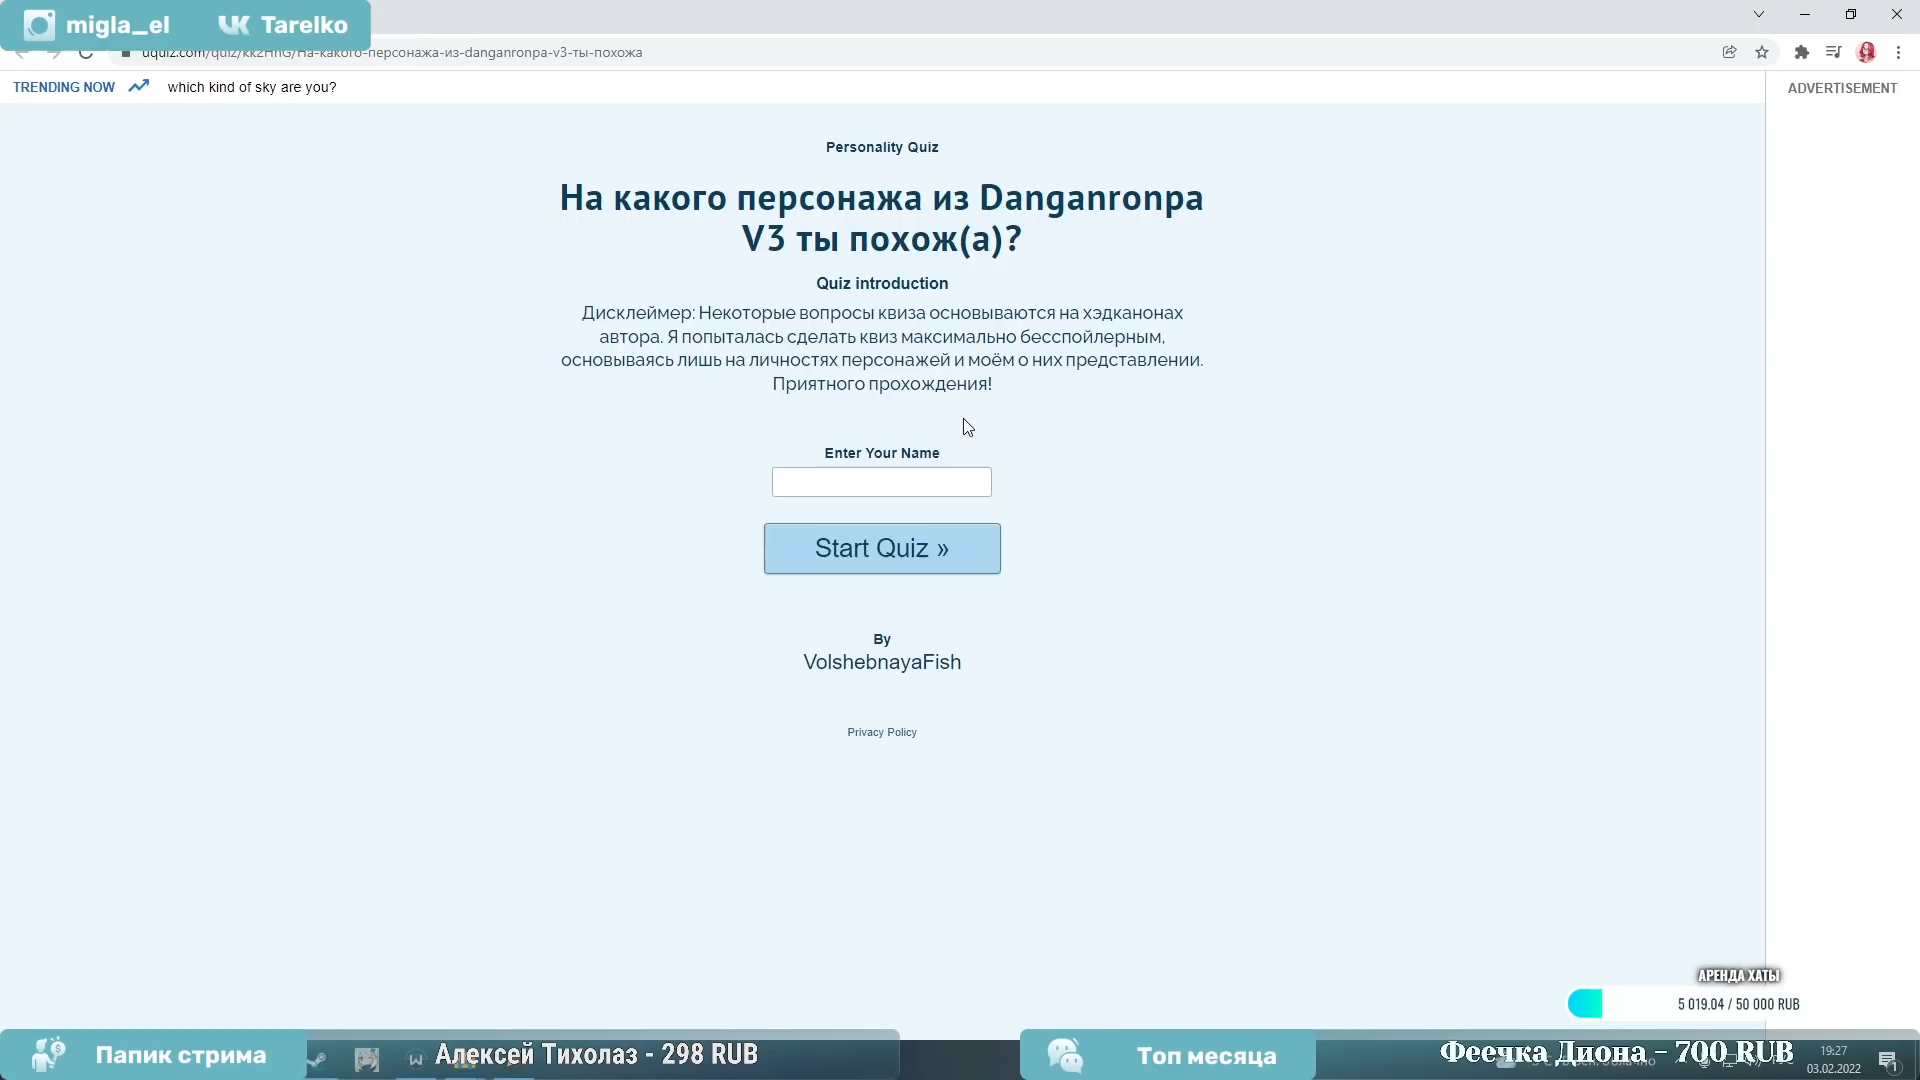 migla_el
VK Tarelko
uquiz.com/quiz/kk2HnG/На-какого-персонажа-из-danganronpa-v3-ты-похожа
TRENDING NOW which kind of sky are you?
ADVERTISEMENT
Personality Quiz
На какого персонажа из Danganronpa
V3 ты похож(а)?
Quiz introduction
Дисклеймер: Некоторые вопросы квиза основываются на хэдканонах
автора. Я попыталась сделать квиз максимально бесспойлерным,
основываясь лишь на личностях персонажей и моём о них представлении.
Приятного прохождения!
Enter Your Name
Start Quiz »
By
VolshebnayaFish
Privacy Policy
АРЕНДА ХАТЫ
5 019.04 / 50 000 RUB
Папик стрима
Алексей Тихолаз - 298 RUB
Топ месяца
Феечка Диона - 700 RUB
19:27
03.02.2022